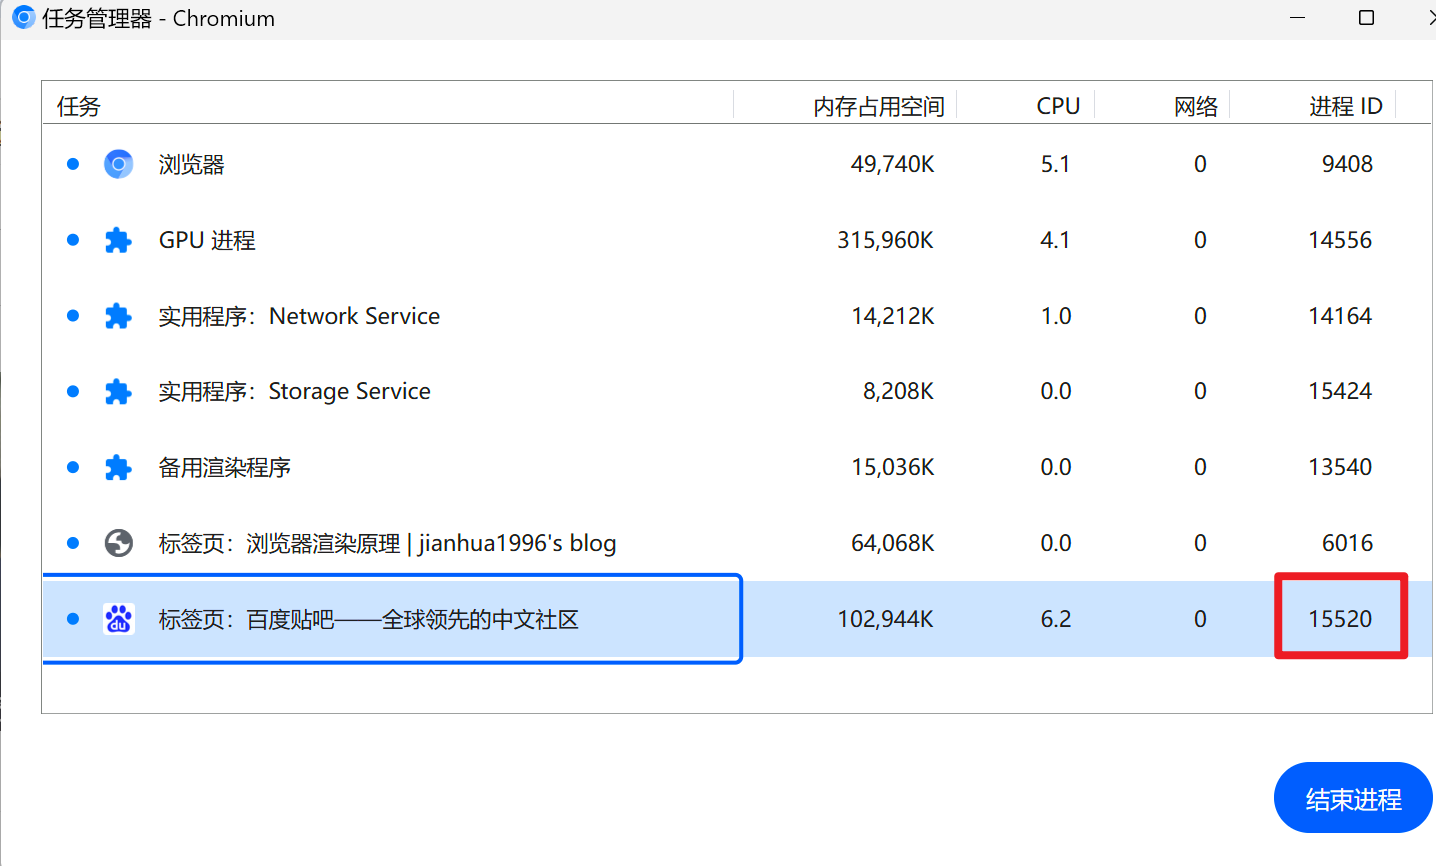 任务管理器 - Chromium
任务 内存占用空间 CPU 网络 进程 ID
浏览器 49,740K 5.1 0 9408
GPU 进程 315,960K 4.1 0 14556
实用程序：Network Service 14,212K 1.0 0 14164
实用程序：Storage Service 8,208K 0.0 0 15424
备用渲染程序 15,036K 0.0 0 13540
标签页：浏览器渲染原理 | jianhua1996's blog 64,068K 0.0 0 6016
du 标签页：百度贴吧——全球领先的中文社区 102,944K 6.2 0 15520
结束进程